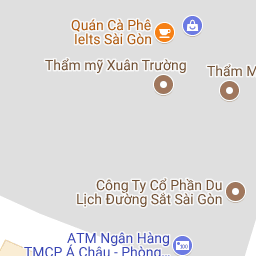 Quán Cà Phê
Ielts Sài Gòn
Thẩm mỹ Xuân Trường
Thẩm M
Công Ty Cổ Phần Du
Lịch Đường Sắt Sài Gòn
ATM Ngân Hàng
TMCP Á Châu - Phòng...